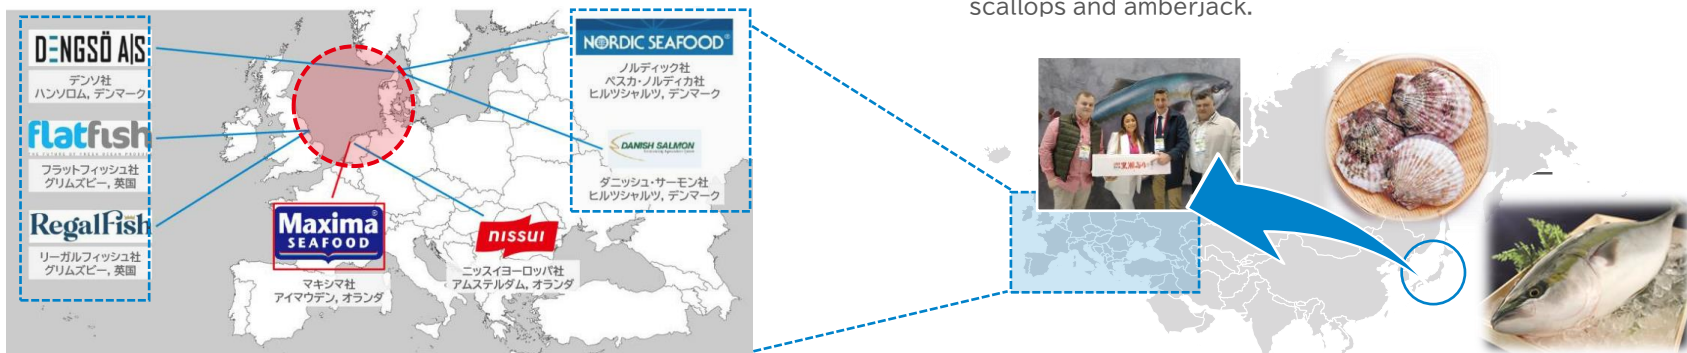 scallops and amberjack.
DENGSÖ A|S
デンソ社
ハンソロム, デンマーク
flatfish
フラットフィッシュ社
グリムズビー, 英国
RegalFish
リーガルフィッシュ社
グリムズビー, 英国
Maxima
SEAFOOD
マキシマ社
アイマウデン, オランダ
nissui
ニッスイヨーロッパ社
アムステルダム, オランダ
NORDIC SEAFOOD
ノルディック社
ペスカ・ノルディカ社
ヒルツシャルツ, デンマーク
DANISH SALMON
ダニッシュ・サーモン社
ヒルツシャルツ, デンマーク